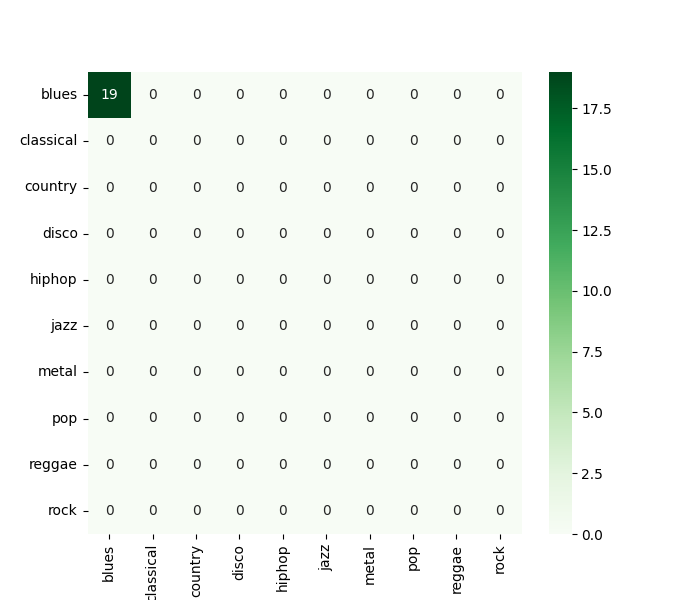 blues 19 0 0 0 0 0 0 0 0 0
classical 0 0 0 0 0 0 0 0 0 0
country 0 0 0 0 0 0 0 0 0 0
disco 0 0 0 0 0 0 0 0 0 0
hiphop 0 0 0 0 0 0 0 0 0 0
jazz 0 0 0 0 0 0 0 0 0 0
metal 0 0 0 0 0 0 0 0 0 0
pop 0 0 0 0 0 0 0 0 0 0
reggae 0 0 0 0 0 0 0 0 0 0
rock 0 0 0 0 0 0 0 0 0 0
blues
classical
country
disco
hiphop
jazz
metal
pop
reggae
rock
17.5
15.0
12.5
10.0
7.5
5.0
2.5
0.0